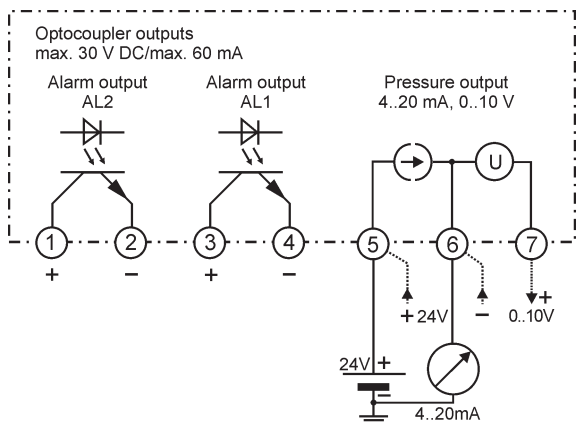 Optocoupler outputs
max. 30 V DC/max. 60 mA
Alarm output
AL2
Alarm output
AL1
Pressure output
4..20 mA, 0..10 V
U
1
2
3
4
5
6
7
+
−
+
−
+ 24V
−
+
0..10V
24V
+
−
4..20mA